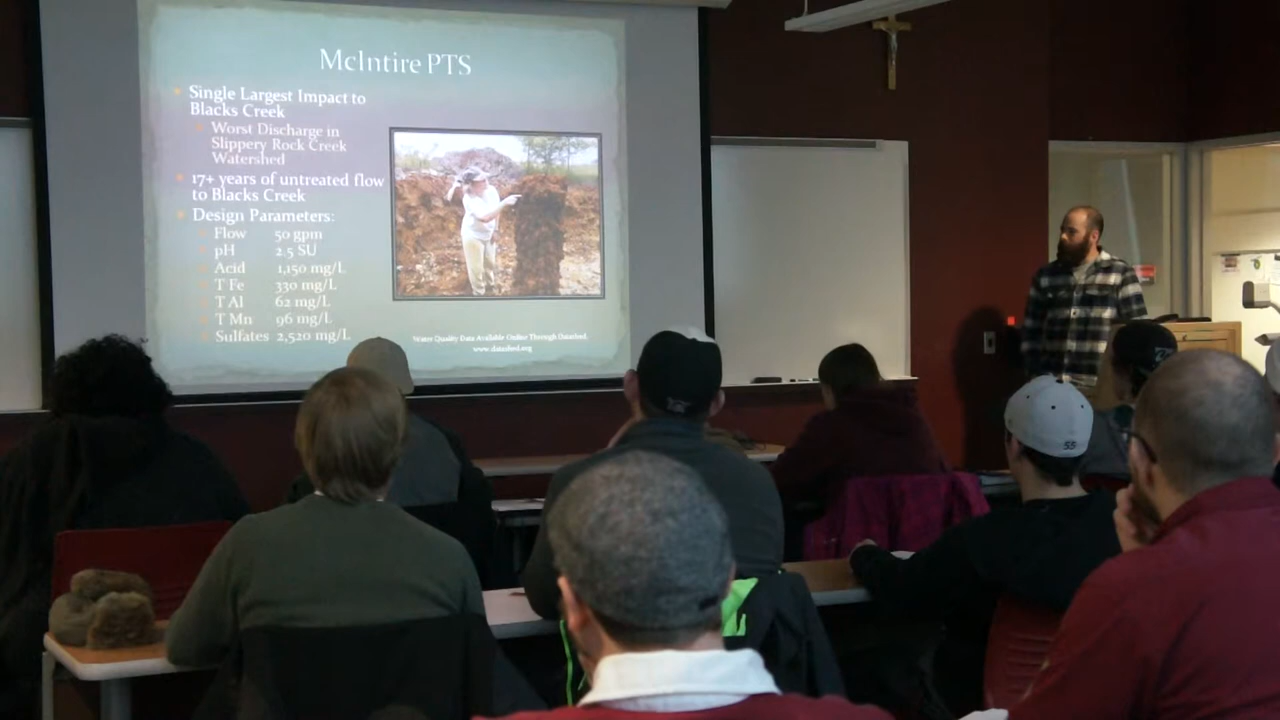 McIntire PTS
Single Largest Impact to
Blacks Creek
Worst Discharge in
Slippery Rock Creek
Watershed
17+ years of untreated flow
to Blacks Creek
Design Parameters:
Flow 50 gpm
pH 2.5 SU
Acid 1,150 mg/L
T Fe 330 mg/L
T Al 62 mg/L
T Mn 96 mg/L
Sulfates 2,520 mg/L
Water Quality Data Available Online Through Datashed.
www.datashed.org
55